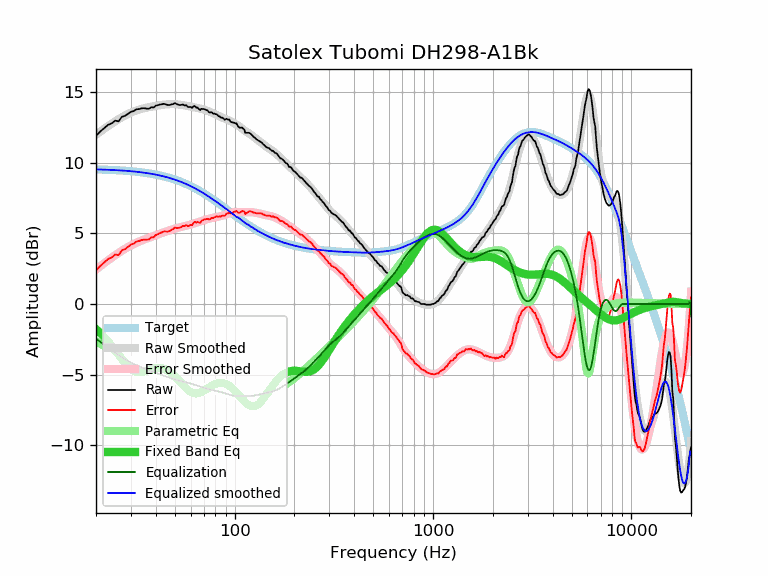 Satolex Tubomi DH298-A1Bk
Amplitude (dBr)
15
10
5
0
−5
−10
Target
Raw Smoothed
Error Smoothed
Raw
Error
Parametric Eq
Fixed Band Eq
Equalization
Equalized smoothed
100
1000
10000
Frequency (Hz)